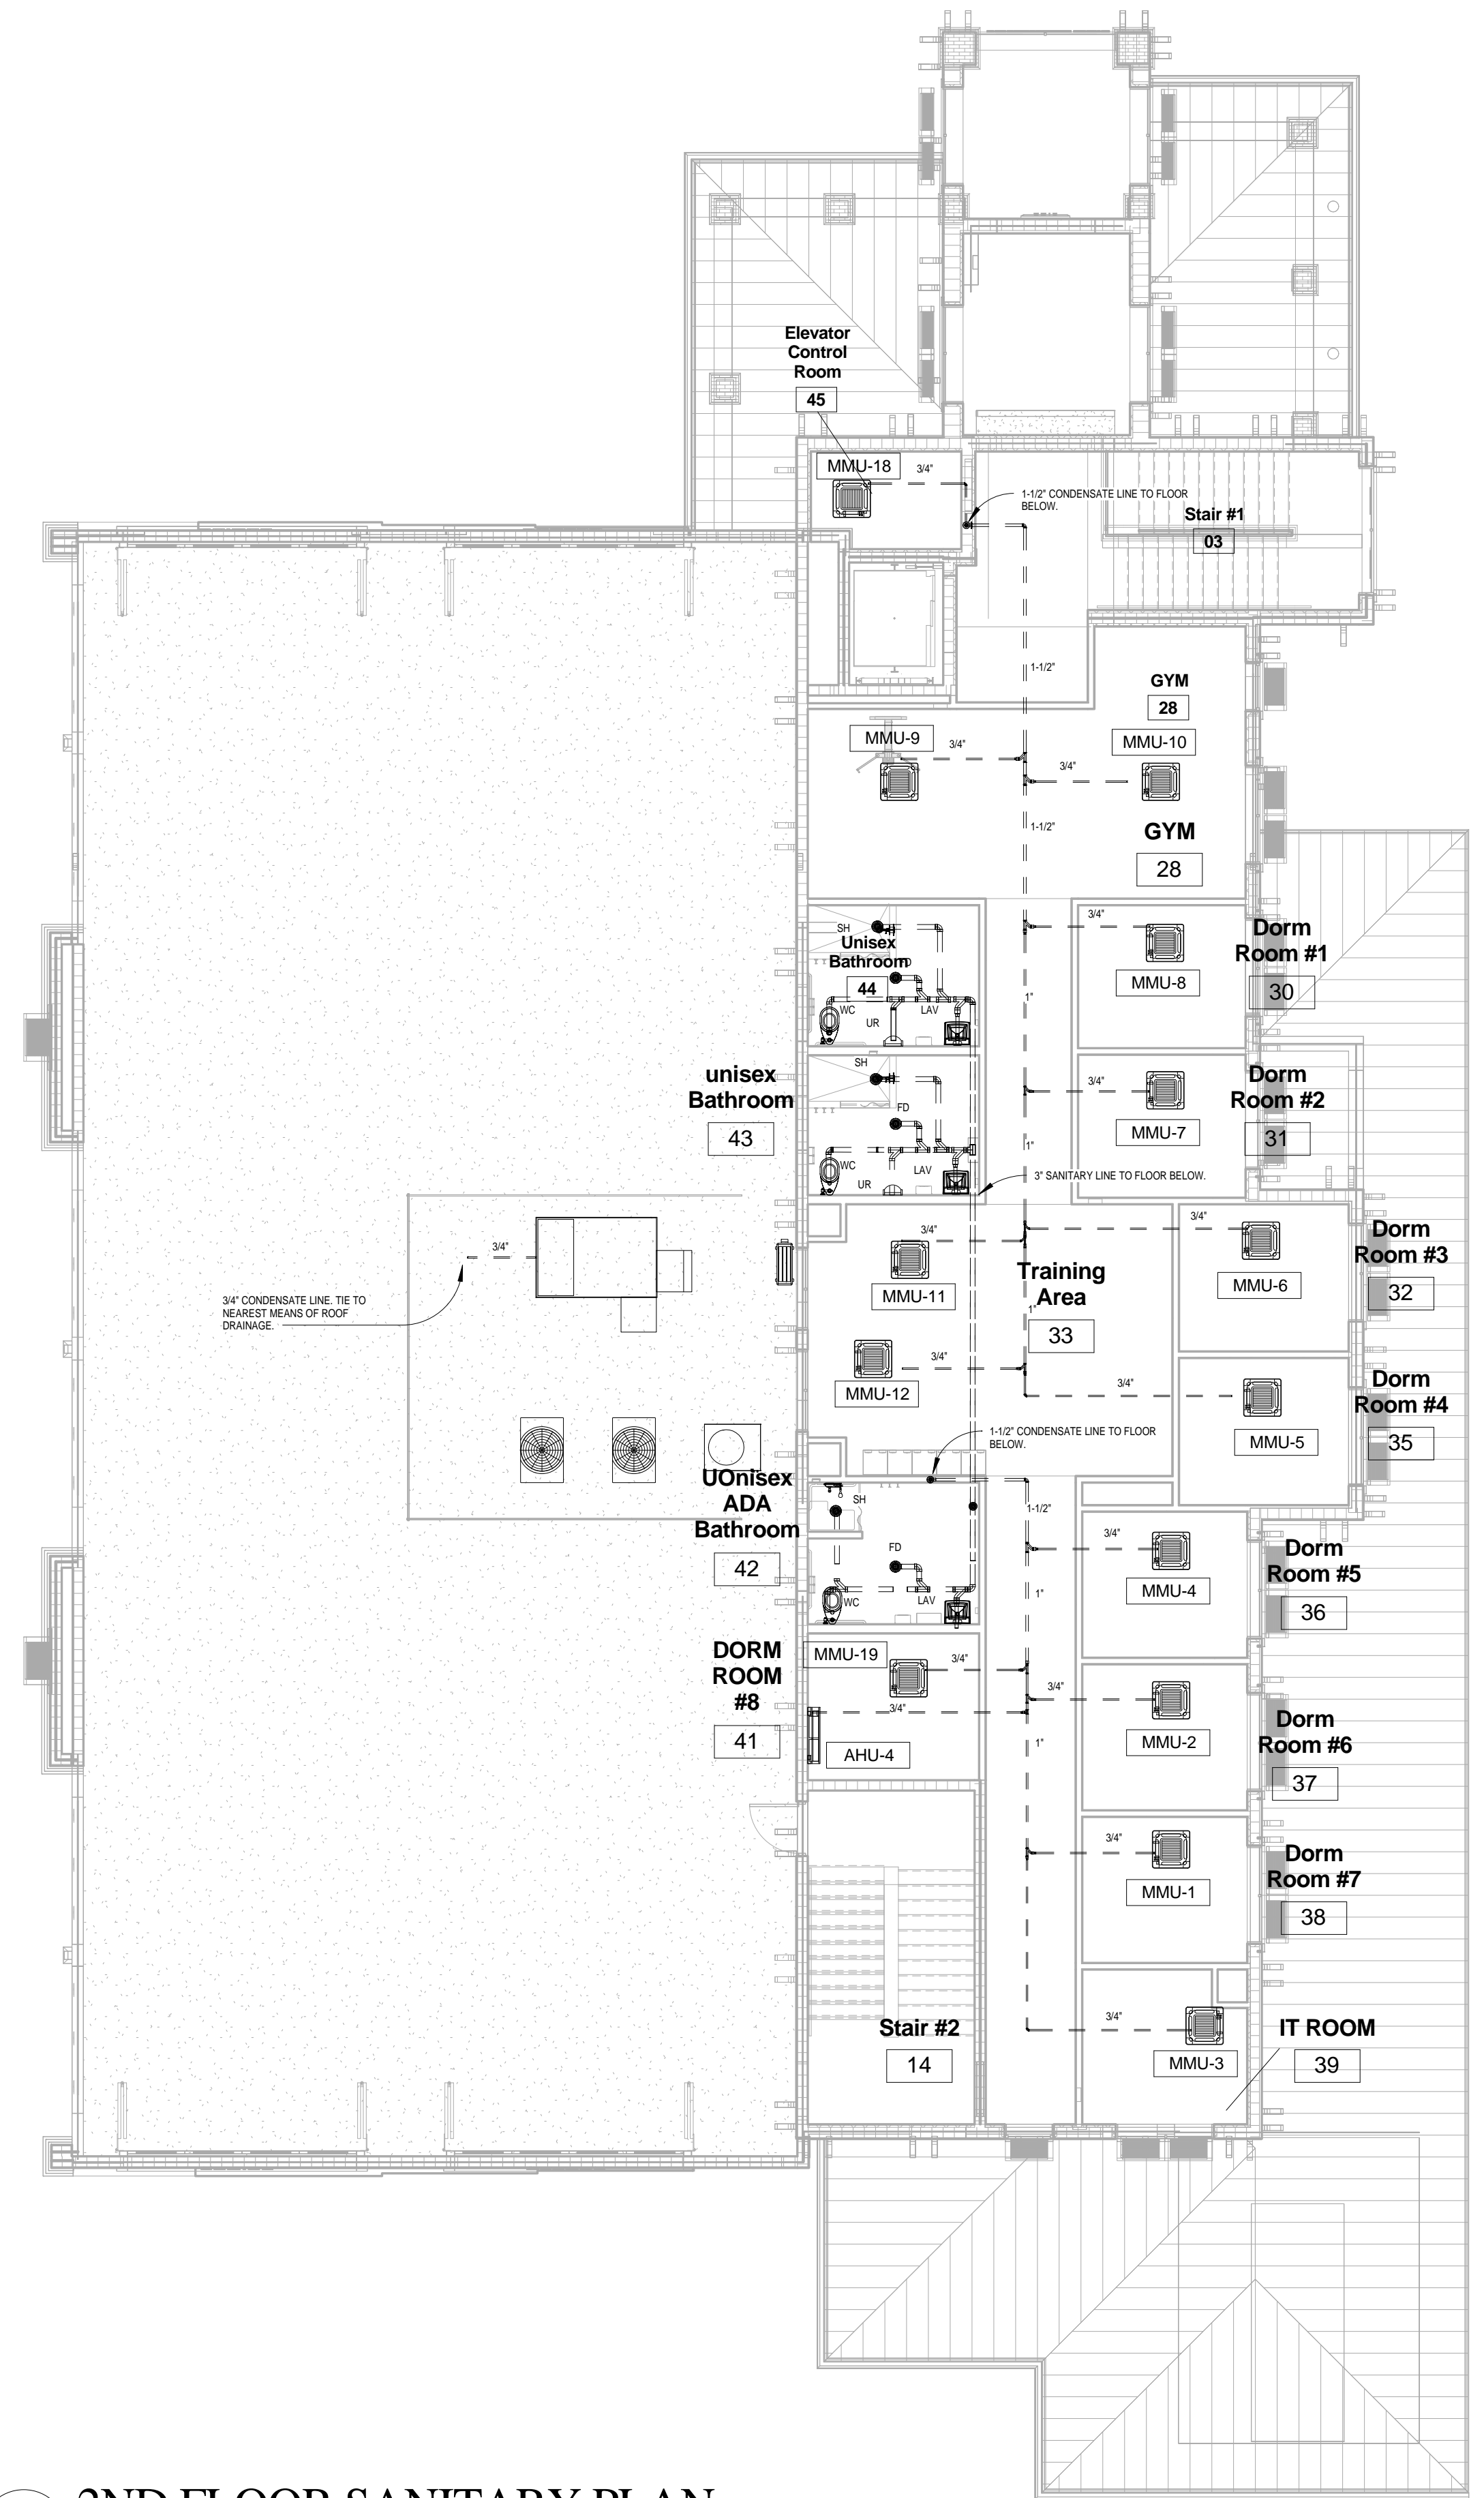 Elevator
Control
Room
45
MMU-18
3/4"
1-1/2" CONDENSATE LINE TO FLOOR
BELOW.
Stair #1
03
1-1/2"
GYM
28
MMU-9
3/4"
MMU-10
3/4"
1-1/2"
GYM
28
3/4"
SH
Unisex
Bathroom
FD
44
WC
UR
LAV
MMU-8
Dorm
Room #1
30
1"
SH
unisex
Bathroom
43
FD
WC
UR
LAV
3/4"
MMU-7
Dorm
Room #2
31
1"
3" SANITARY LINE TO FLOOR BELOW.
3/4"
3/4" CONDENSATE LINE. TIE TO
NEAREST MEANS OF ROOF
DRAINAGE.
3/4"
MMU-11
3/4"
MMU-6
Dorm
Room #3
32
Training
Area
1"
33
3/4"
MMU-12
3/4"
MMU-5
Dorm
Room #4
35
1-1/2" CONDENSATE LINE TO FLOOR
BELOW.
UOnisex
ADA
Bathroom
42
SH
FD
WC
LAV
1-1/2"
3/4"
MMU-4
Dorm
Room #5
36
1"
DORM
ROOM
#8
41
MMU-19
3/4"
3/4"
AHU-4
3/4"
MMU-2
Dorm
Room #6
37
1"
3/4"
MMU-1
Dorm
Room #7
38
Stair #2
14
3/4"
MMU-3
IT ROOM
39
2ND FLOOR SANITARY PLAN